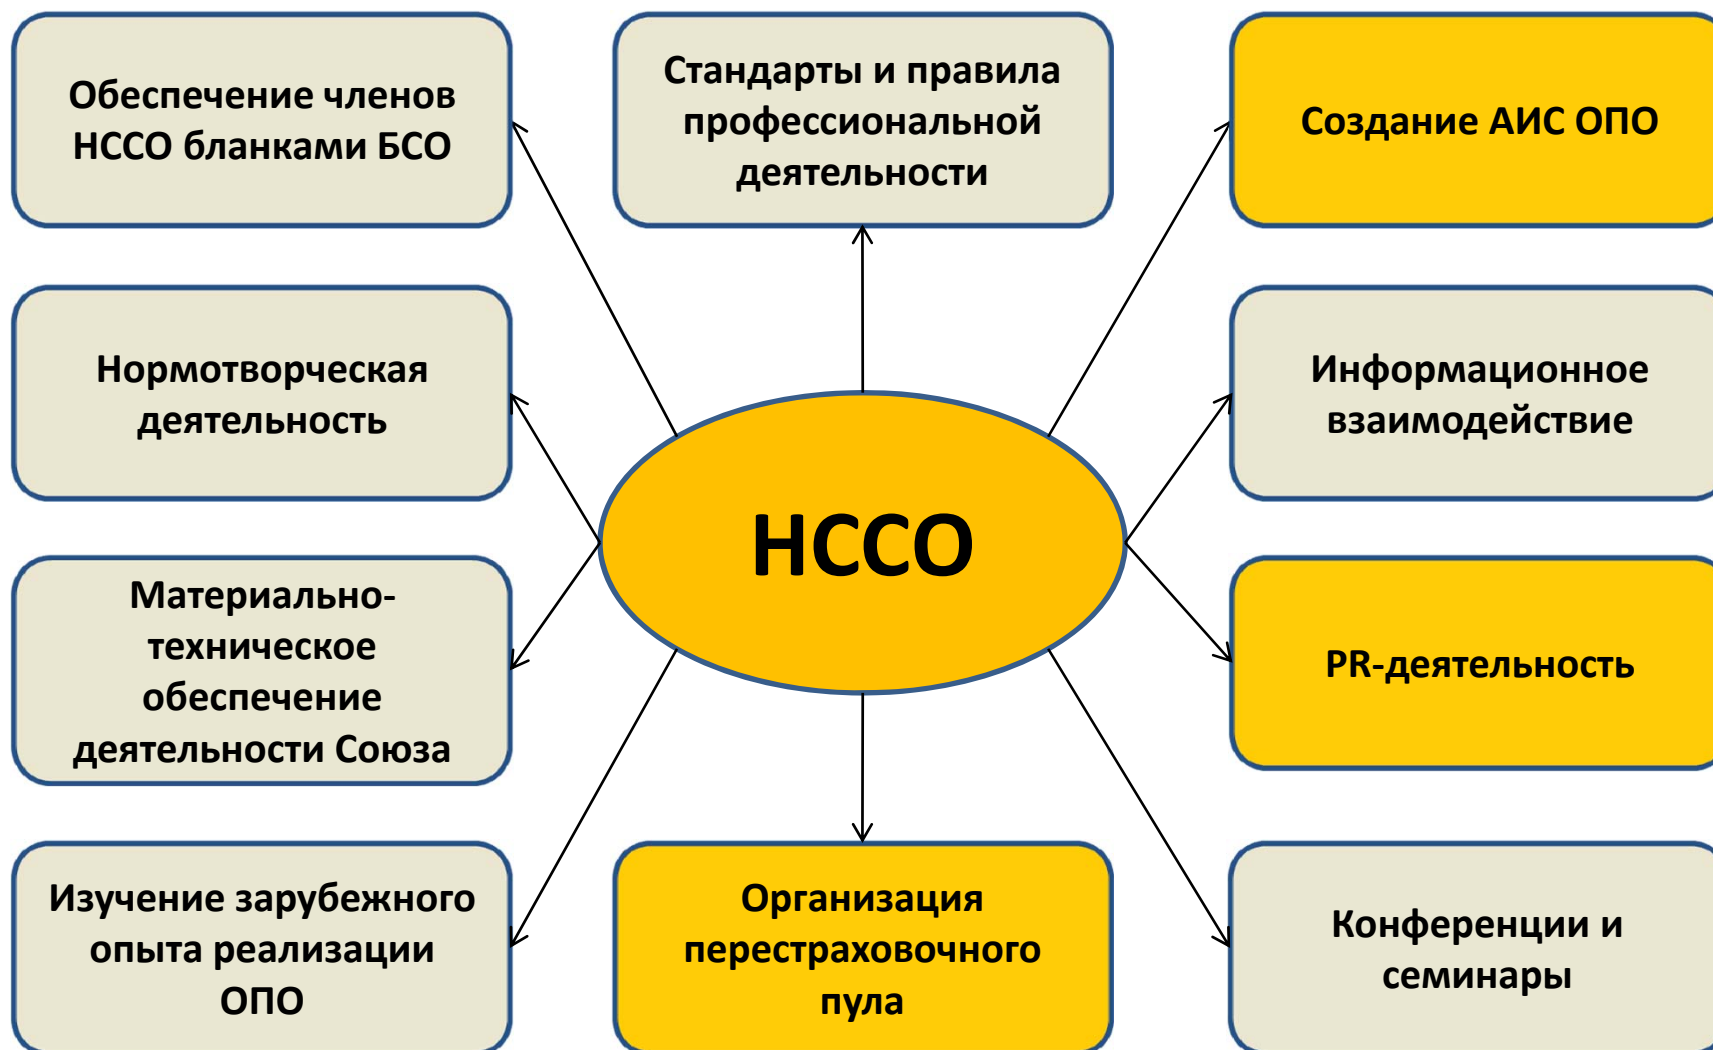 Обеспечение членов
НССО бланками БСО
Стандарты и правила
профессиональной
деятельности
Создание АИС ОПО
Нормотворческая
деятельность
Информационное
взаимодействие
НССО
Материально-
техническое
обеспечение
деятельности Союза
PR-деятельность
Изучение зарубежного
опыта реализации
ОПО
Организация
перестраховочного
пула
Конференции и
семинары